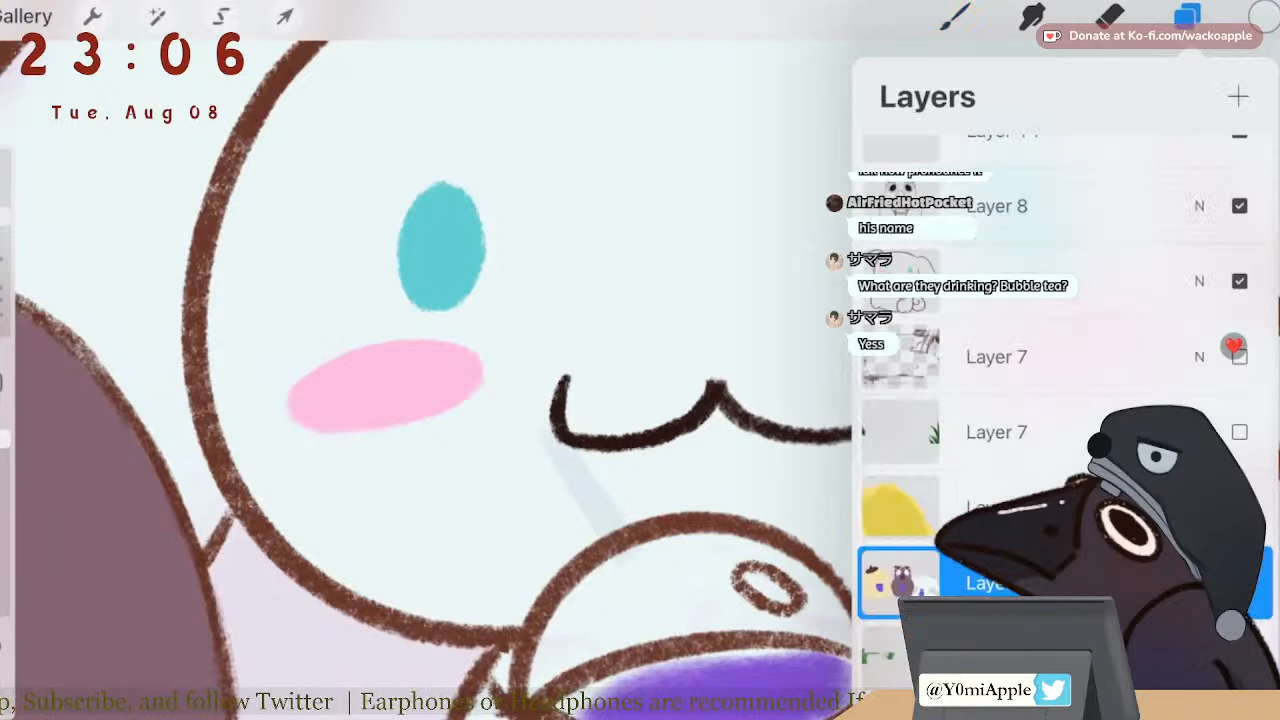 Gallery
23:06
Tue, Aug 08
Donate at Ko-fi.com/wackoapple
Layers
AirFriedHotPocket
Layer 8
N
his name
サマラ
What are they drinking? Bubble tea?
N
サマラ
Yess
Layer 7
N
Layer 7
@Y0miApple
Subscribe. and follow Twitter | Earphones or Headphones are recommended If